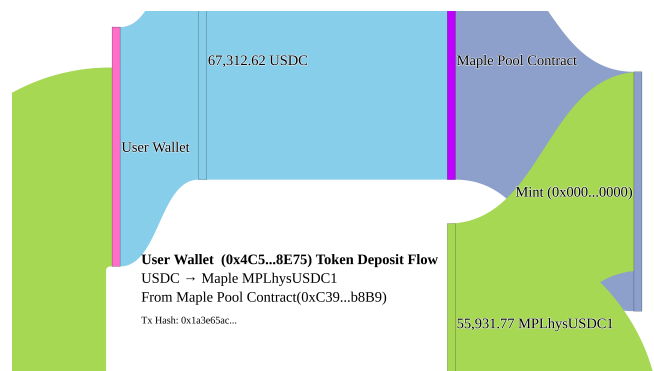 67,312.62 USDC
Maple Pool Contract
User Wallet
Mint (0x000...0000)
User Wallet  (0x4C5...8E75) Token Deposit Flow
USDC → Maple MPLhysUSDC1
From Maple Pool Contract(0xC39...b8B9)
Tx Hash: 0x1a3e65ac...
55,931.77 MPLhysUSDC1